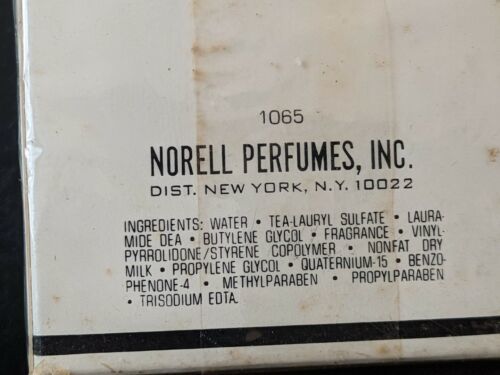 1065
NORELL PERFUMES, INC.
DIST. NEW YORK, N.Y. 10022
INGREDIENTS: WATER • TEA-LAURYL SULFATE • LAURA-
MIDE DEA • BUTYLENE GLYCOL • FRAGRANCE • VINYL-
PYRROLIDONE/STYRENE COPOLYMER • NONFAT DRY
MILK • PROPYLENE GLYCOL • QUATERNIUM-15 • BENZO-
PHENONE-4 • METHYLPARABEN • PROPYLPARABEN
• TRISODIUM EDTA.